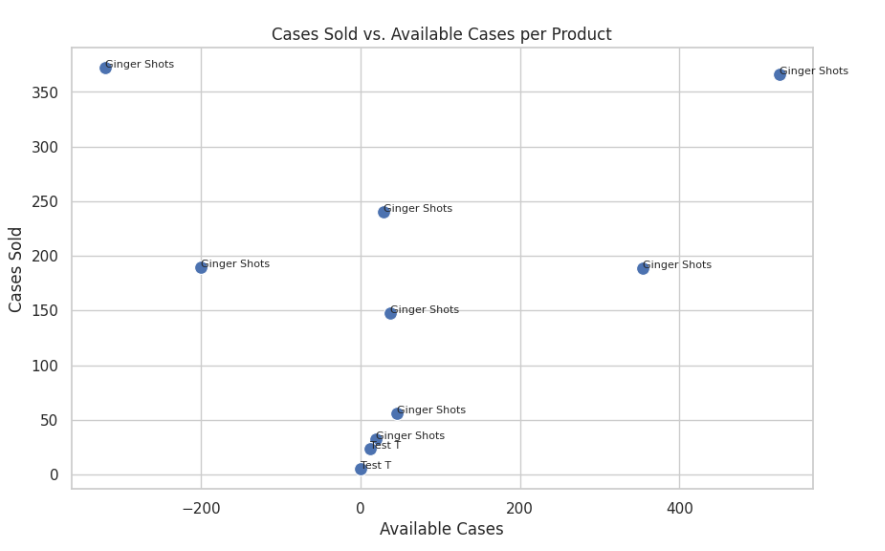 Cases Sold vs. Available Cases per Product
Ginger Shots
Ginger Shots
350
300
250
Ginger Shots
Cases Sold
200
Ginger Shots
Ginger Shots
150
Ginger Shots
100
50
Ginger Shots
Ginger Shots
Test T
Test T
0
−200
0
200
400
Available Cases